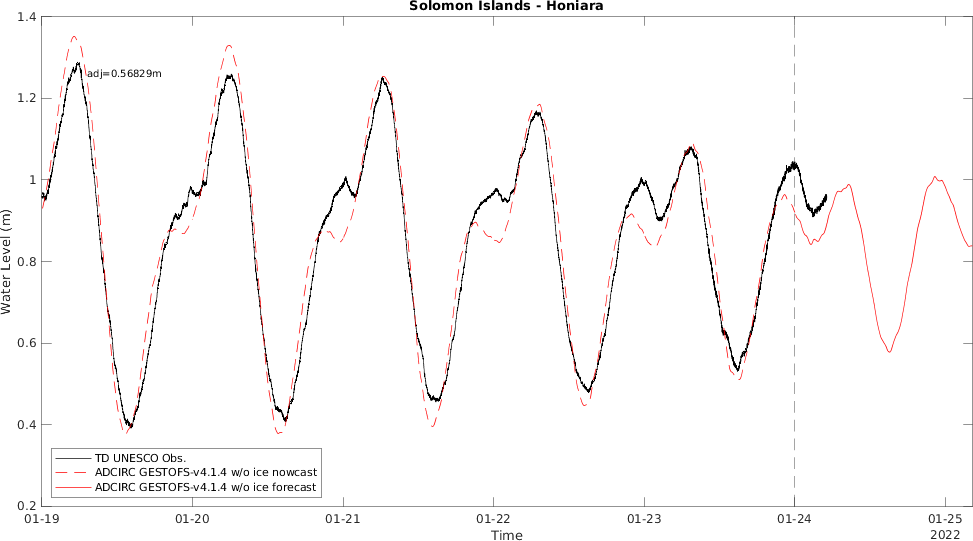 Solomon Islands - Honiara
1.4
1.2
1
0.8
0.6
0.4
0.2
Water Level (m)
adj=0.56829m
TD UNESCO Obs.
ADCIRC GESTOFS-v4.1.4 w/o ice nowcast
ADCIRC GESTOFS-v4.1.4 w/o ice forecast
01-19 01-20 01-21 01-22 01-23 01-24 01-25
2022
Time